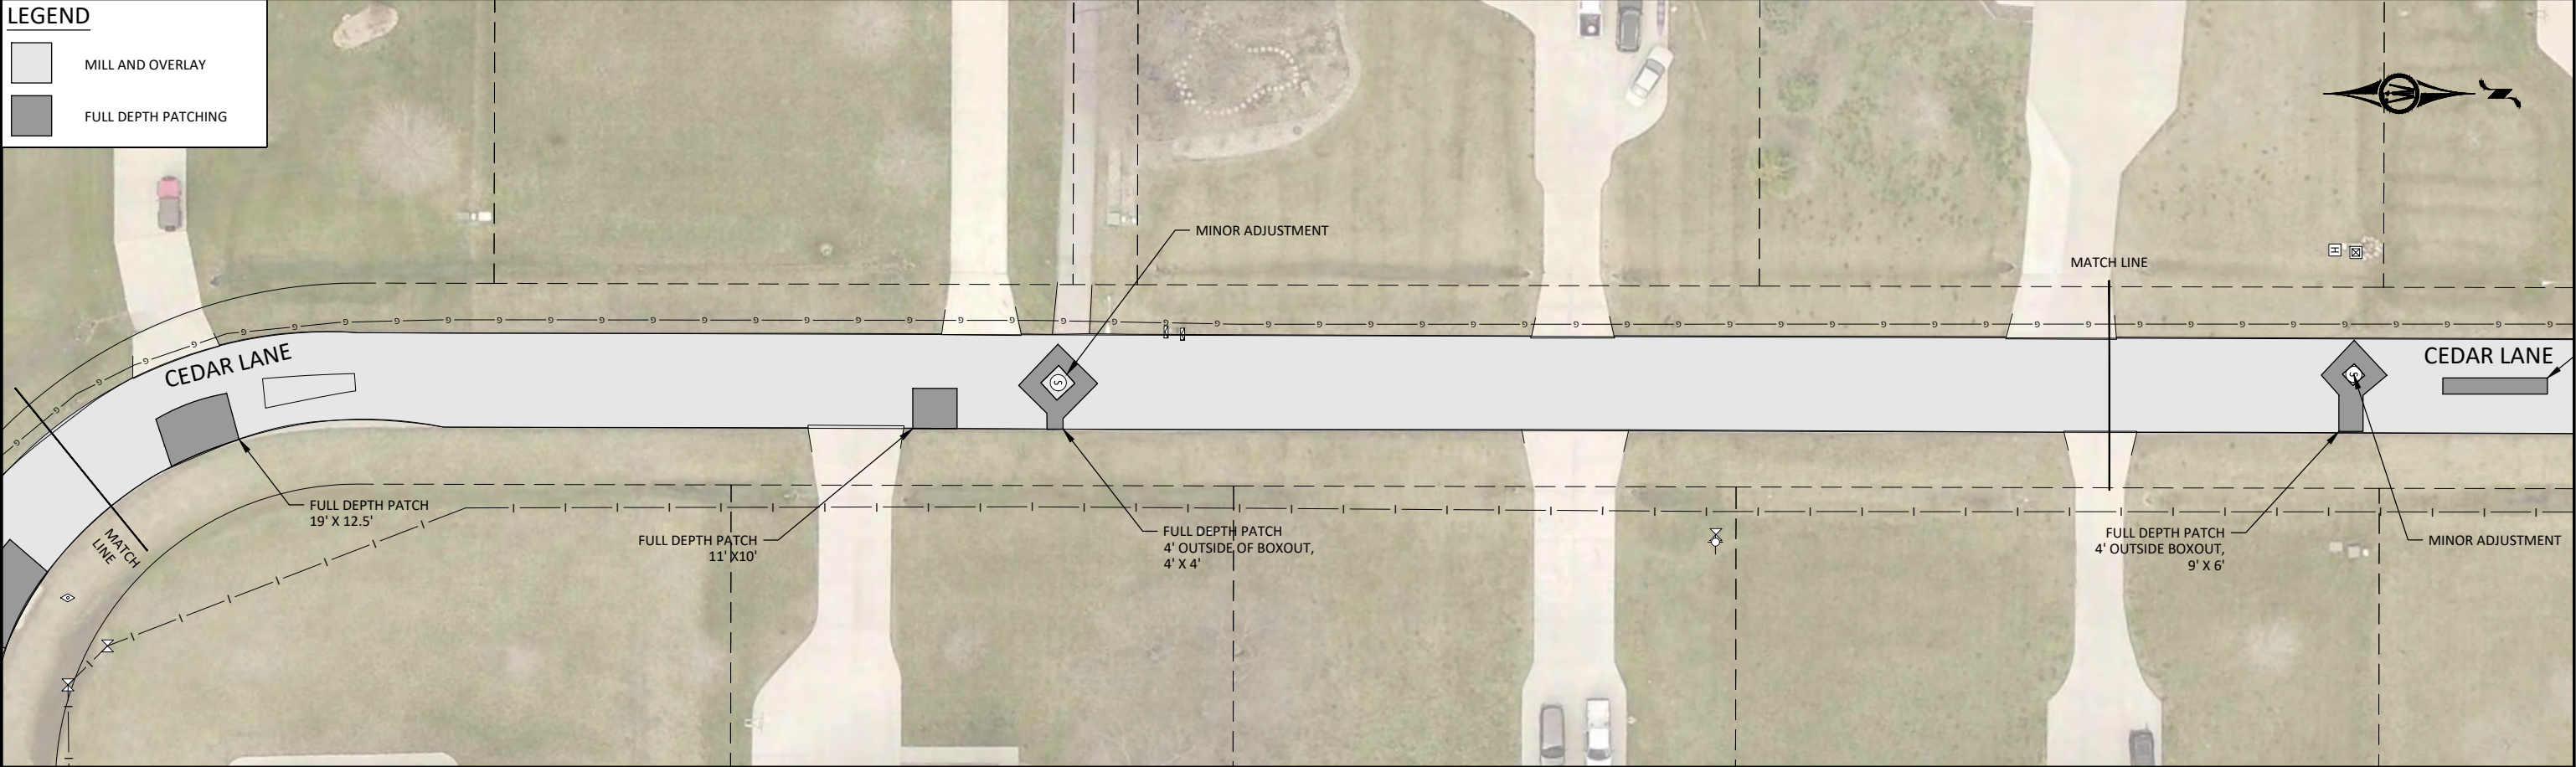 LEGEND
MILL AND OVERLAY
FULL DEPTH PATCHING
MINOR ADJUSTMENT
MATCH LINE
CEDAR LANE
CEDAR LANE
FULL DEPTH PATCH
19' X 12.5'
MATCH
LINE
FULL DEPTH PATCH
11' X10'
FULL DEPTH PATCH
4' OUTSIDE OF BOXOUT,
4' X 4'
FULL DEPTH PATCH
4' OUTSIDE BOXOUT,
9' X 6'
MINOR ADJUSTMENT
N
S
S
H